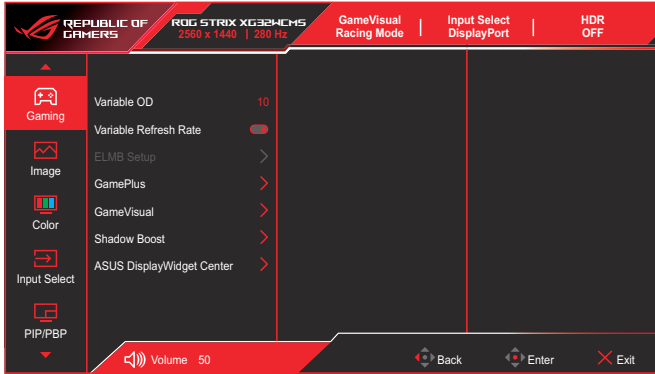 REPUBLIC OF
GAMERS
ROG STRIX XG32WCMS
2560 x 1440 | 280 Hz
GameVisual
Racing Mode
Input Select
DisplayPort
HDR
OFF
Gaming
Image
Color
Input Select
PIP/PBP
Variable OD 10
Variable Refresh Rate
ELMB Setup
GamePlus
GameVisual
Shadow Boost
ASUS DisplayWidget Center
Volume 50
Back
Enter
Exit